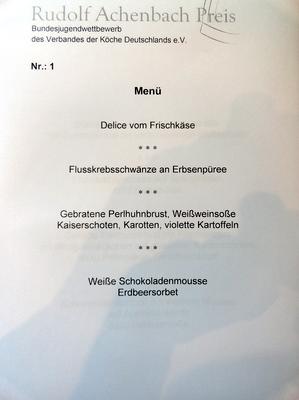 Rudolf Achenbach Preis
Bundesjugendwettbewerb
des Verbandes der Köche Deutschlands e.V.
Nr.: 1
Menü
Delice vom Frischkäse
* * *
Flusskrebsschwänze an Erbsenpüree
* * *
Gebratene Perlhuhnbrust, Weißweinsoße
Kaiserschoten, Karotten, violette Kartoffeln
* * *
Weiße Schokoladenmousse
Erdbeersorbet